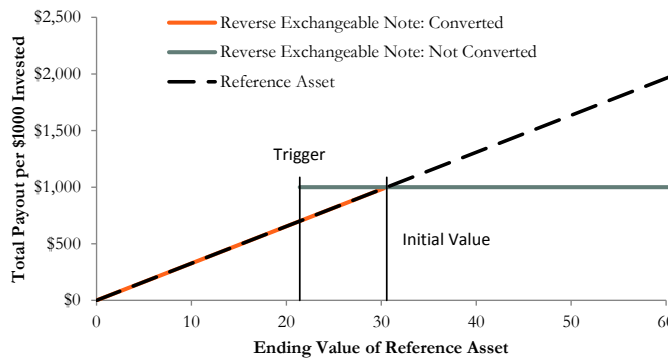 Reverse Exchangeable Note: Converted
Reverse Exchangeable Note: Not Converted
Reference Asset
Total Payout per $1000 Invested
$2,500
$2,000
$1,500
$1,000
$500
$0
Trigger
Initial Value
0 10 20 30 40 50 60
Ending Value of Reference Asset